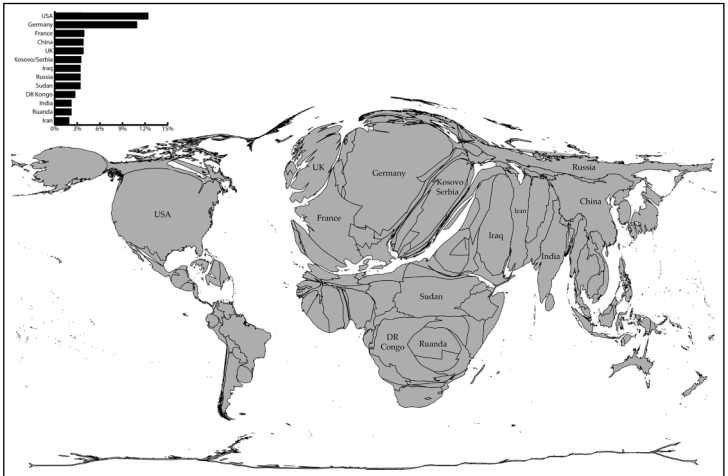 USA
Germany
France
China
UK
Kosovo/Serbia
Iraq
Russia
Sudan
DR Kongo
India
Ruanda
Iran
0% 3% 6% 9% 12% 15%
UK
Germany
Kosovo
Serbia
Russia
China
USA
France
Iraq
Iran
India
Sudan
DR
Congo
Ruanda